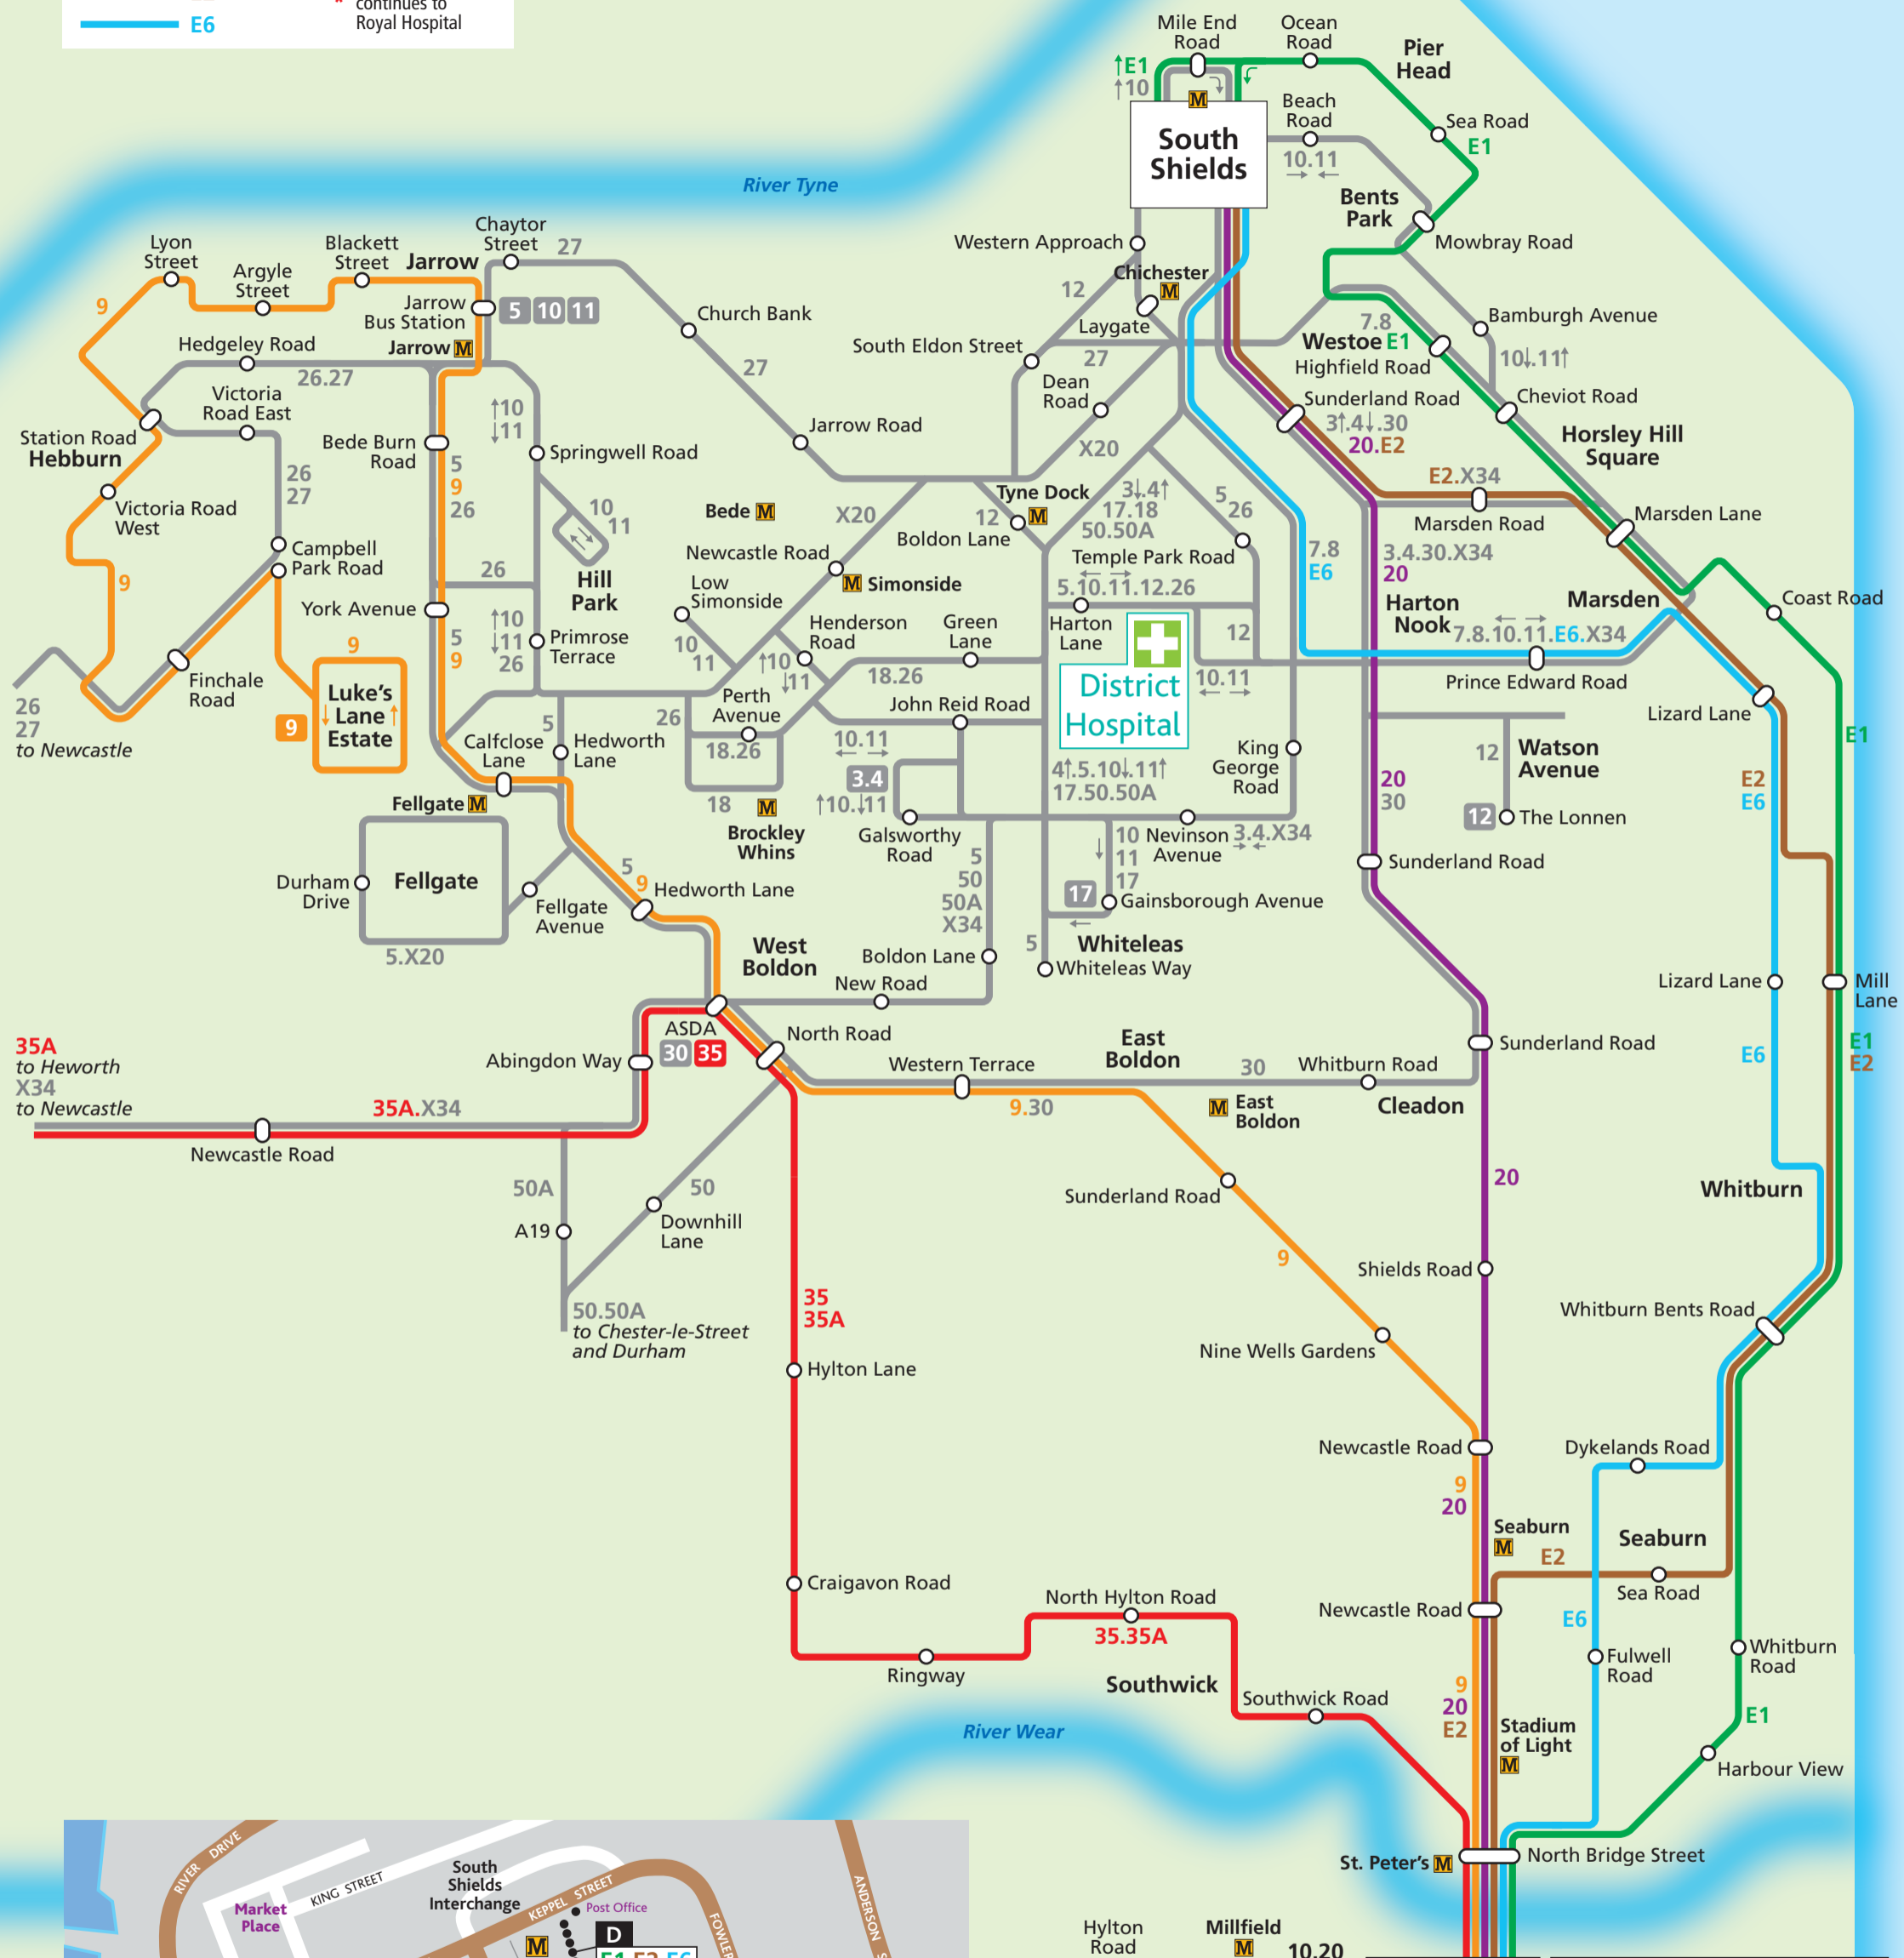 continues to
* Royal Hospital
E6
Mile End
Road
Ocean
Road
Pier
Head
↑E1
↑10
M
South
Shields
Beach
Road
10.11
→ ←
Sea Road
E1
River Tyne
Bents
Park
Mowbray Road
Western Approach
Chichester
M
Laygate
12
South Eldon Street
27
Dean
Road
X20
7.8
Westoe E1
Highfield Road
Bamburgh Avenue
10↓.11↑
Cheviot Road
Sunderland Road
3↑.4↓.30
20.E2
Horsley Hill
Square
E2.X34
Marsden Road
Marsden Lane
Lyon
Street
Argyle
Street
Blackett
Street
Jarrow
Chaytor
Street
27
9
Jarrow
Bus Station
5 10 11
Jarrow M
Church Bank
27
Hedgeley Road
26.27
Victoria
Road East
Station Road
Hebburn
Bede Burn
Road
↑10
↓11
Springwell Road
Jarrow Road
26
27
5
9
26
10
11
Victoria Road
West
Bede M
X20
12
Tyne Dock
M
Boldon Lane
3↓.4↑
17.18
50.50A
5
26
Temple Park Road
← →
5.10.11.12.26
Harton
Lane
7.8
E6
3.4.30.X34
20
Harton
Nook
Marsden
Coast Road
← →
7.8.10.11.E6.X34
Prince Edward Road
Campbell
Park Road
9
26
Hill
Park
Newcastle Road
M Simonside
Low
Simonside
York Avenue
5
9
↑10
↓11
26
Primrose
Terrace
10
11
Henderson
Road
↑10
↓11
Green
Lane
18.26
12
10.11
← →
District
Hospital
Lizard Lane
E1
Finchale
Road
26
27
to Newcastle
9
Luke's
↓ Lane ↑
Estate
9
5
Calfclose
Lane
Hedworth
Lane
26
Perth
Avenue
18.26
18
M
Brockley
Whins
John Reid Road
10.11
← →
3.4
↑10.↓11
4↑.5.10↓.11↑
17.50.50A
King
George
Road
12
Watson
Avenue
12 The Lonnen
20
30
E2
E6
Fellgate M
Galsworthy
Road
Nevinson
Avenue
3.4.X34
→ ←
Durham
Drive
Fellgate
5.X20
Fellgate
Avenue
5
9
Hedworth Lane
5
50
50A
X34
10
↓ 11
17
17
Gainsborough Avenue
←
Sunderland Road
West
Boldon
Boldon Lane
New Road
5
Whiteleas
Whiteleas Way
Lizard Lane
Mill
Lane
ASDA
30 35
North Road
Abingdon Way
35A
to Heworth
X34
to Newcastle
35A.X34
Newcastle Road
Western Terrace
9.30
East
Boldon
30
Whitburn Road
Sunderland Road
Cleadon
M East
Boldon
E6
E1
E2
50A
A19
50
Downhill
Lane
50.50A
to Chester-le-Street
and Durham
Sunderland Road
20
Whitburn
9
Shields Road
Whitburn Bents Road
35
35A
Hylton Lane
Nine Wells Gardens
Newcastle Road
Dykelands Road
9
20
Seaburn
M
E2
Seaburn
Sea Road
Craigavon Road
North Hylton Road
35.35A
Newcastle Road
E6
Ringway
Fulwell
Road
Whitburn
Road
Southwick
Southwick Road
9
20
E2
E1
River Wear
Stadium
of Light
M
Harbour View
St. Peter's M
North Bridge Street
RIVER DRIVE
KING STREET
Market
Place
South
Shields
Interchange
KEPPEL STREET
Post Office
FOWLER
ANDERSON S
D
M
E1 E2 E6
Hylton
Road
Millfield
M
10.20